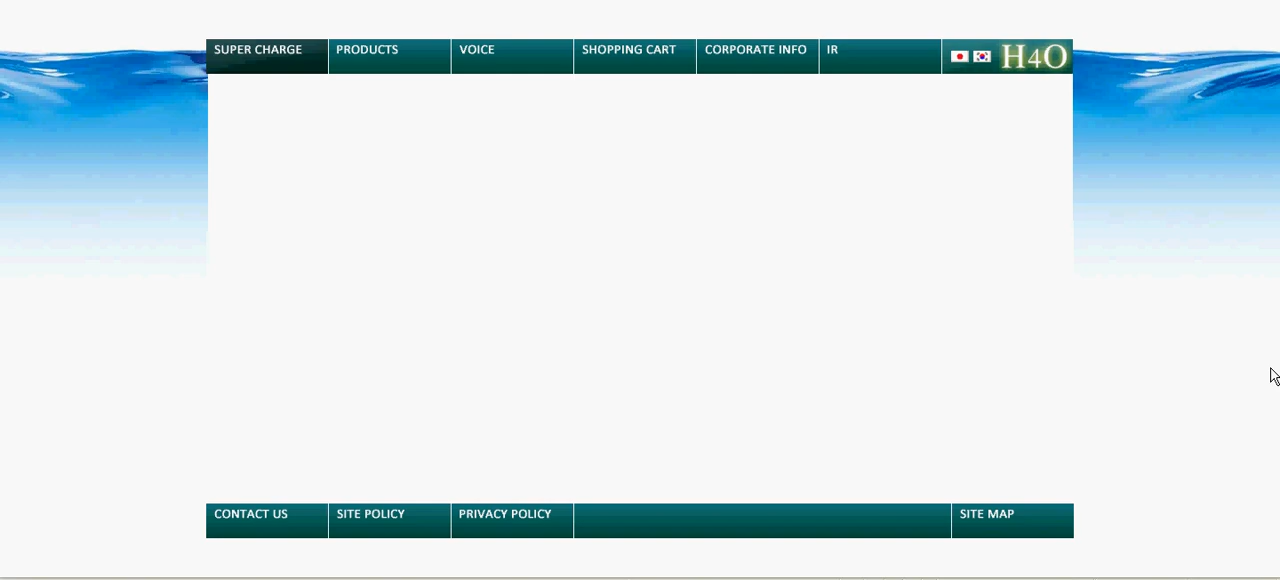 SUPER CHARGE PRODUCTS VOICE SHOPPING CART CORPORATE INFO IR H4O
CONTACT US SITE POLICY PRIVACY POLICY SITE MAP